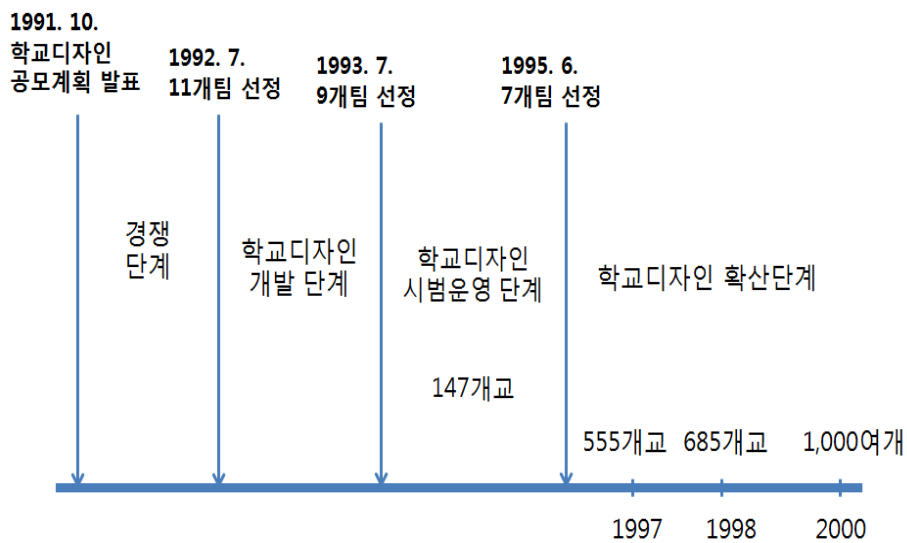 1991. 10.
학교디자인
공모계획 발표
1992. 7.
11개팀 선정
1993. 7.
9개팀 선정
1995. 6.
7개팀 선정
경쟁
단계
학교디자인
개발 단계
학교디자인
시범운영 단계
학교디자인 확산단계
147개교
555개교
685개교
1,000여개
1997
1998
2000